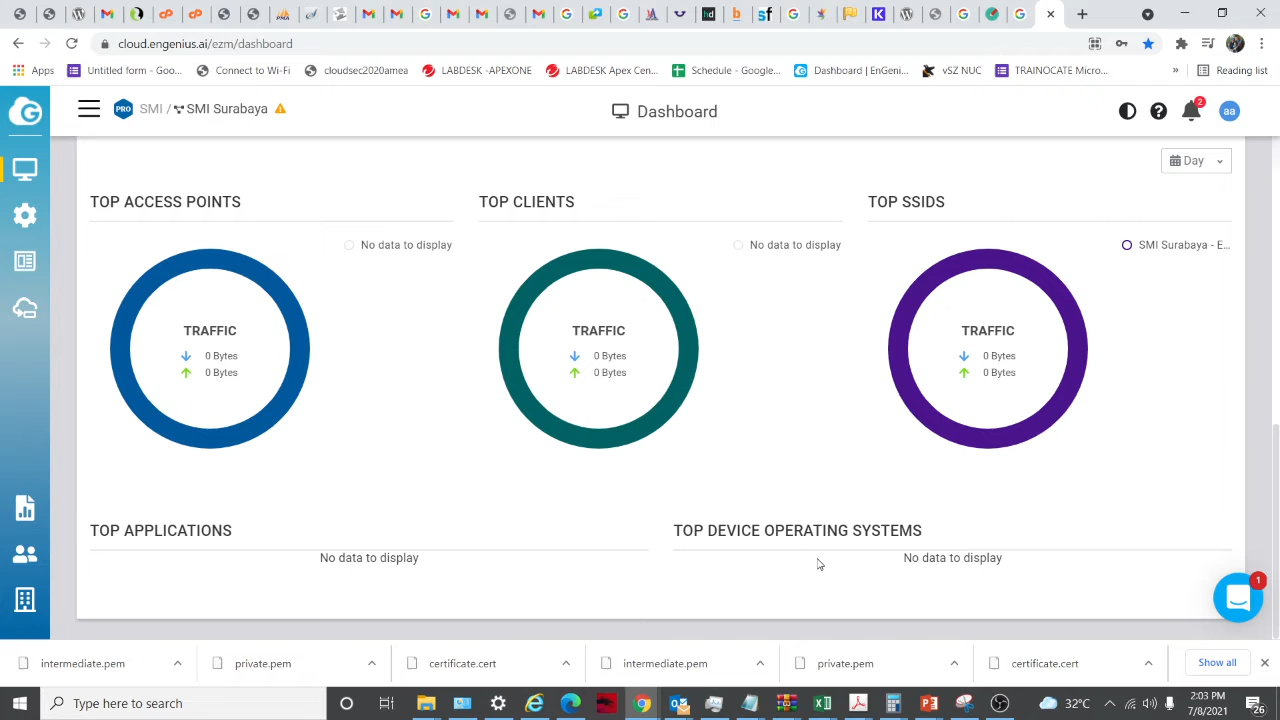 cloud.engenius.ai/ezm/dashboard
Apps
Untitled form - Goo...
Connect to Wi-Fi
cloudsec2020amea
LABDESK -APEXONE
LABDESK Apex Cen...
Schedule - Google...
Dashboard | EnGeni...
vSZ NUC
TRAINOCATE Micro...
»
Reading list
PRO
SMI / SMI Surabaya
Dashboard
2
aa
Day
TOP ACCESS POINTS
TOP CLIENTS
TOP SSIDS
No data to display
No data to display
SMI Surabaya - E...
TRAFFIC
0 Bytes
0 Bytes
TRAFFIC
0 Bytes
0 Bytes
TRAFFIC
0 Bytes
0 Bytes
TOP APPLICATIONS
TOP DEVICE OPERATING SYSTEMS
No data to display
No data to display
1
intermediate.pem
private.pem
certificate.cert
intermediate.pem
private.pem
certificate.cert
Show all
Type here to search
32°C
2:03 PM
7/8/2021
26